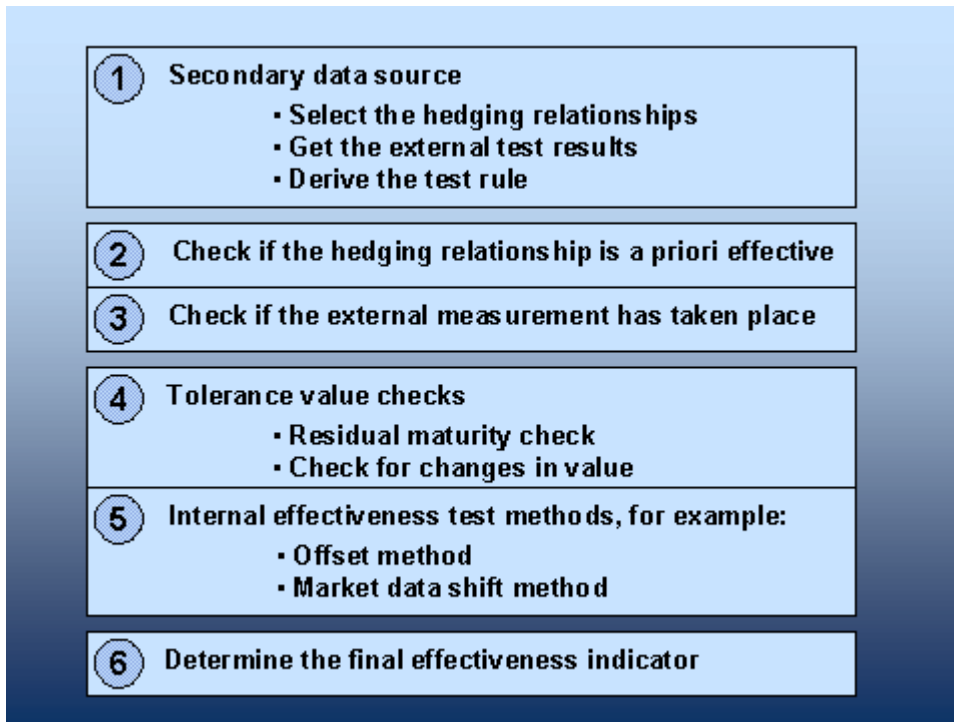 1 Secondary data source
▪ Select the hedging relationships
▪ Get the external test results
▪ Derive the test rule
2 Check if the hedging relationship is a priori effective
3 Check if the external measurement has taken place
4 Tolerance value checks
▪ Residual maturity check
▪ Check for changes in value
5 Internal effectiveness test methods, for example:
▪ Offset method
▪ Market data shift method
6 Determine the final effectiveness indicator